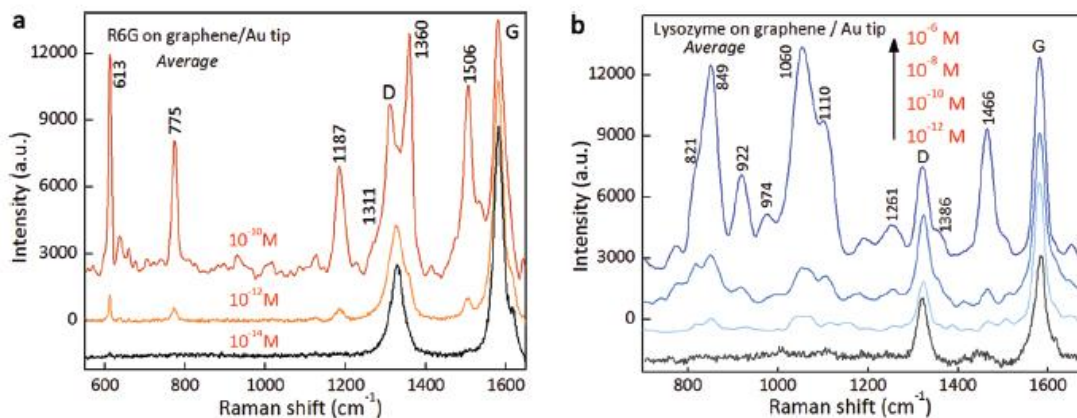 a
R6G on graphene/Au tip
Average
613
775
1187
1311
D
1360
1506
G
10⁻¹⁰M
10⁻¹²M
10⁻¹⁴M
12000
9000
6000
3000
0
Intensity (a.u.)
600 800 1000 1200 1400 1600
Raman shift (cm⁻¹)
b
Lysozyme on graphene / Au tip
Average
10⁻⁶ M
10⁻⁸ M
10⁻¹⁰ M
10⁻¹² M
821
849
922
974
1060
1110
1261
D
1386
1466
G
12000
9000
6000
3000
0
Intensity (a.u.)
800 1000 1200 1400 1600
Raman shift (cm⁻¹)